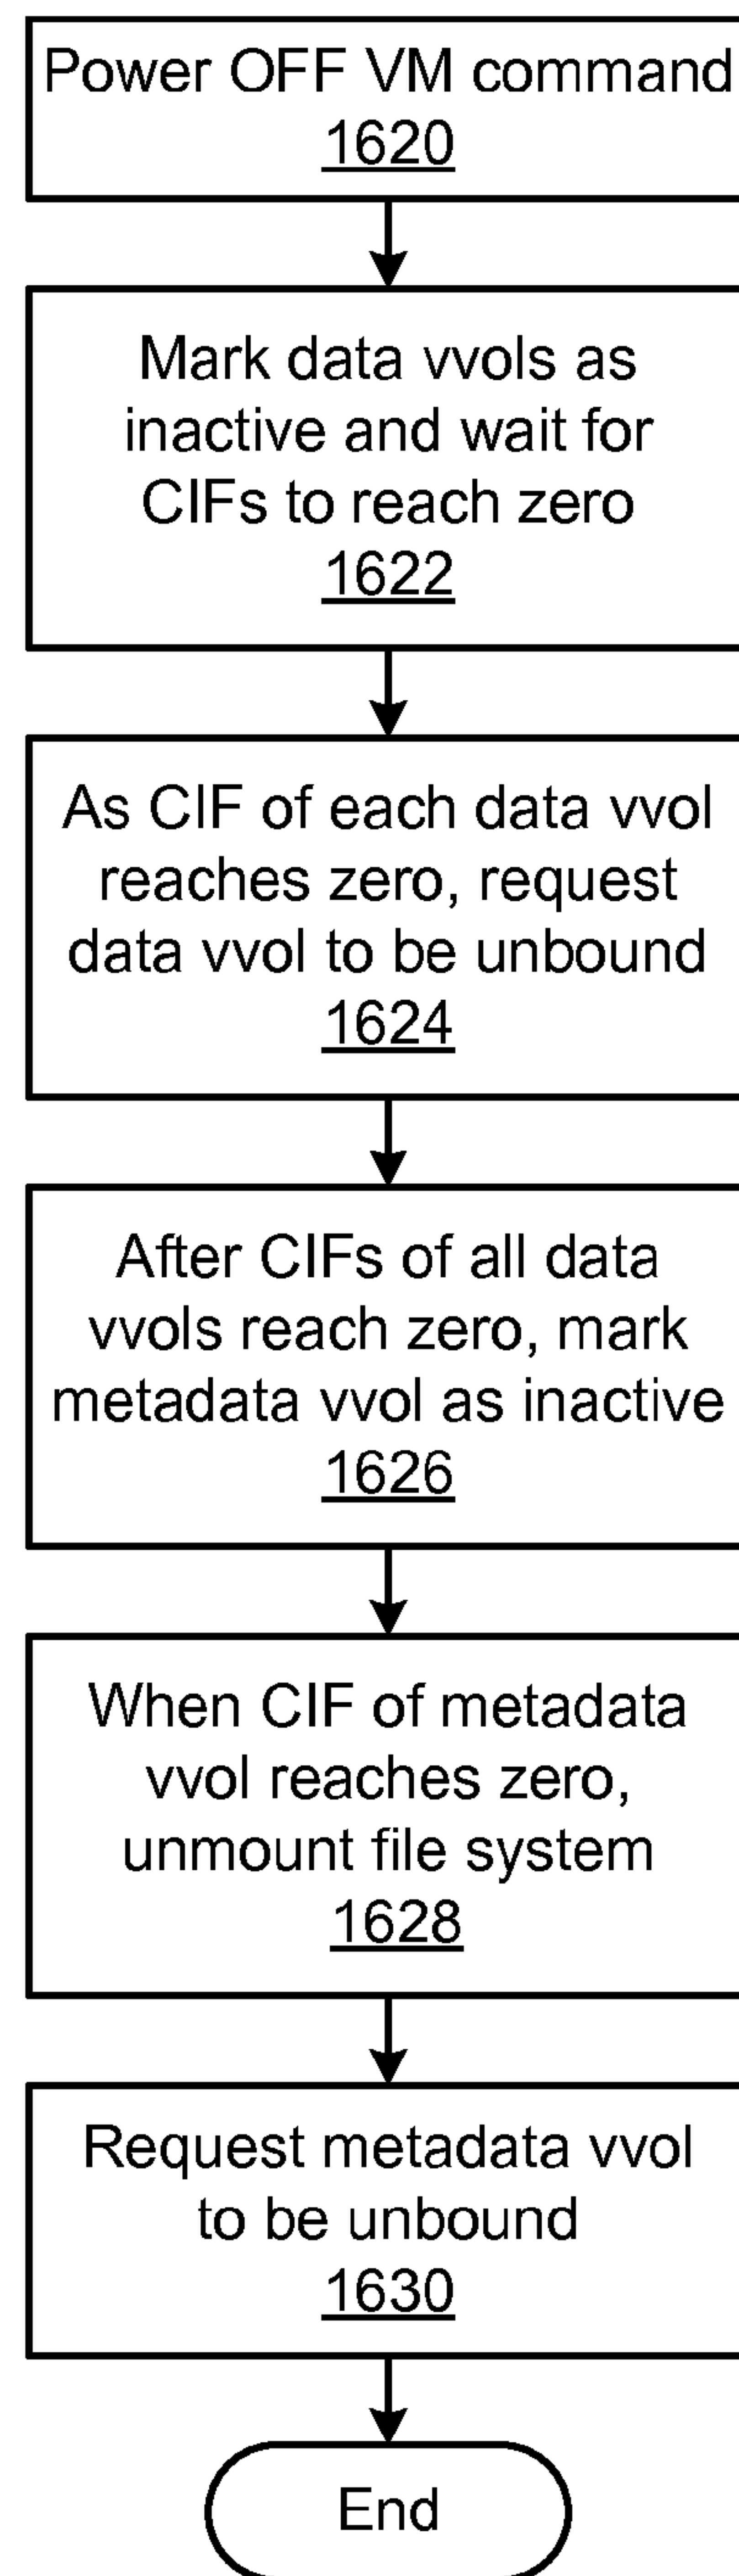 Power OFF VM command
1620
Mark data vvols as
inactive and wait for
CIFs to reach zero
1622
As CIF of each data vvol
reaches zero, request
data vvol to be unbound
1624
After CIFs of all data
vvols reach zero, mark
metadata vvol as inactive
1626
When CIF of metadata
vvol reaches zero,
unmount file system
1628
Request metadata vvol
to be unbound
1630
End